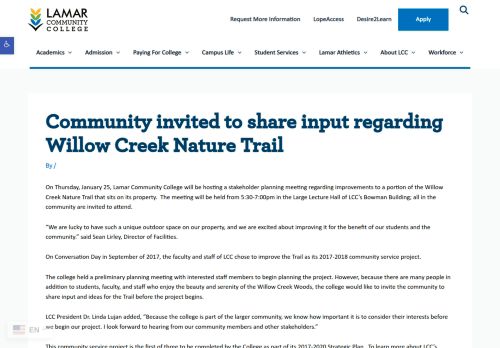 LAMAR
COMMUNITY
COLLEGE
Request More Information LopeAccess Desire2Learn Apply
Academics Admission Paying For College Campus Life Student Services Lamar Athletics About LCC Workforce
Community invited to share input regarding
Willow Creek Nature Trail
By /
On Thursday, January 25, Lamar Community College will be hosting a stakeholder planning meeting regarding improvements to a portion of the Willow
Creek Nature Trail that sits on its property. The meeting will be held from 5:30-7:00pm in the Large Lecture Hall of LCC's Bowman Building; all in the
community are invited to attend.
"We are lucky to have such a unique outdoor space on our property, and we are excited about improving it for the benefit of our students and the
community." said Sean Lirley, Director of Facilities.
On Conversation Day in September of 2017, the faculty and staff of LCC chose to improve the Trail as its 2017-2018 community service project.
The college held a preliminary planning meeting with interested staff members to begin planning the project. However, because there are many people in
addition to students, faculty, and staff who enjoy the beauty and serenity of the Willow Creek Woods, the college would like to invite the community to
share input and ideas for the Trail before the project begins.
LCC President Dr. Linda Lujan added, "Because the college is part of the larger community, we know how important it is to consider their interests before
we begin our project. I look forward to hearing from our community members and other stakeholders."
EN
This community service project is the first of three to be completed by the College as part of its 2017-2020 Strategic Plan. To learn more about LCC's